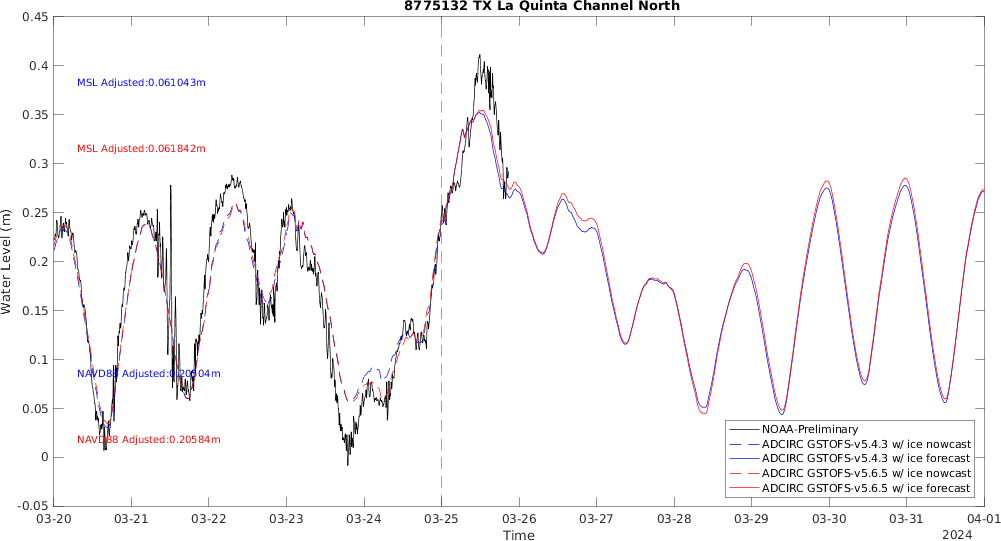 8775132 TX La Quinta Channel North
0.45
0.4
0.35
0.3
0.25
0.2
0.15
0.1
0.05
0
-0.05
Water Level (m)
MSL Adjusted:0.061043m
MSL Adjusted:0.061842m
NAVD88 Adjusted:0.20504m
NAVD88 Adjusted:0.20584m
NOAA-Preliminary
ADCIRC GSTOFS-v5.4.3 w/ ice nowcast
ADCIRC GSTOFS-v5.4.3 w/ ice forecast
ADCIRC GSTOFS-v5.6.5 w/ ice nowcast
ADCIRC GSTOFS-v5.6.5 w/ ice forecast
03-20 03-21 03-22 03-23 03-24 03-25 03-26 03-27 03-28 03-29 03-30 03-31 04-01
Time
2024